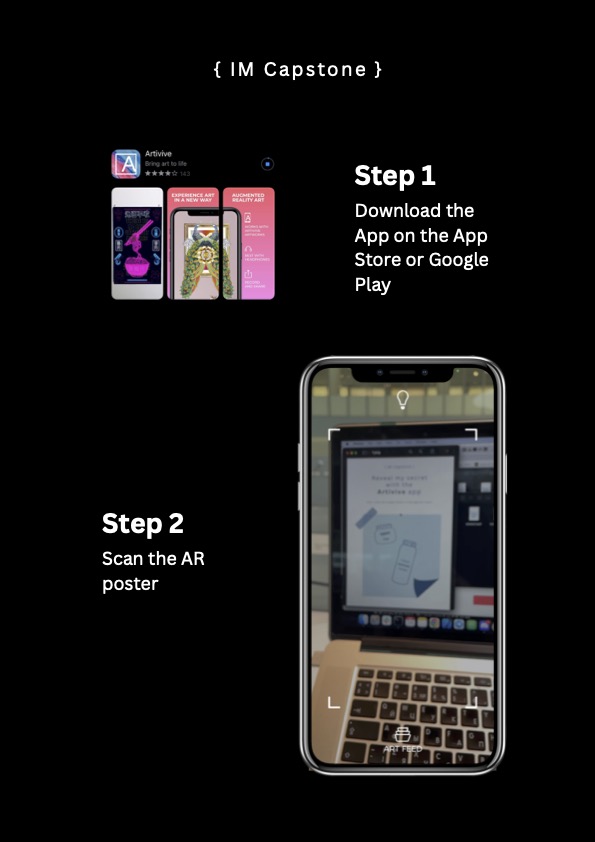 { IM Capstone }
Artivive
Bring art to life
EXPERIENCE ART
IN A NEW WAY
AUGMENTED
REALITY ART
Step 1
Download the
App on the App
Store or Google
Play
Step 2
Scan the AR
poster
Reveal my secret
with the
Artivive app
ART FEED